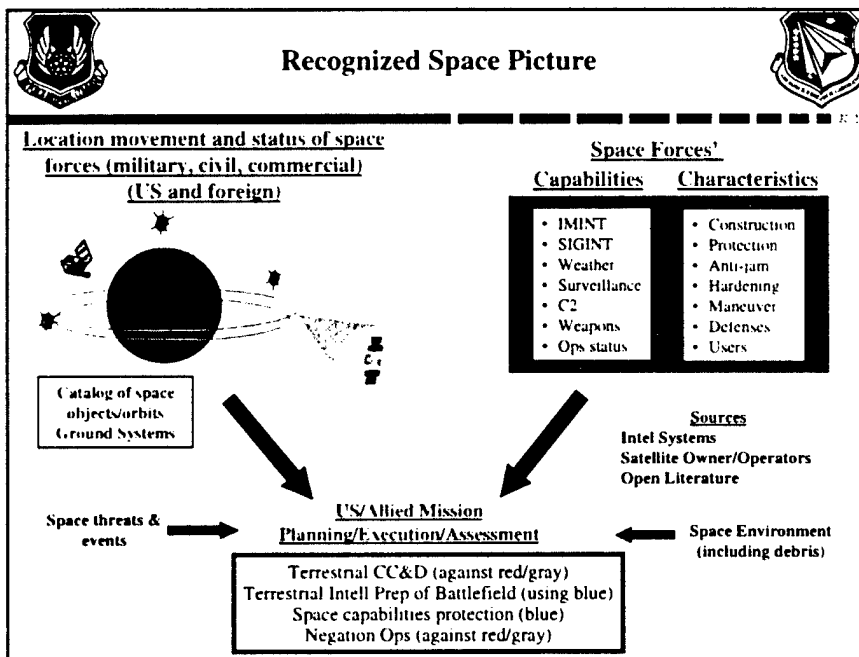 Recognized Space Picture
Location movement and status of space
forces (military, civil, commercial)
(US and foreign)
Catalog of space
objects/orbits
Ground Systems
Space Forces'
Capabilities
• IMINT
• SIGINT
• Weather
• Surveillance
• C2
• Weapons
• Ops status
Characteristics
• Construction
• Protection
• Anti-jam
• Hardening
• Maneuver
• Defenses
• Users
Sources
Intel Systems
Satellite Owner/Operators
Open Literature
Space threats &
events
US/Allied Mission
Planning/Execution/Assessment
Space Environment
(including debris)
Terrestrial CC&D (against red/gray)
Terrestrial Intell Prep of Battlefield (using blue)
Space capabilities protection (blue)
Negation Ops (against red/gray)